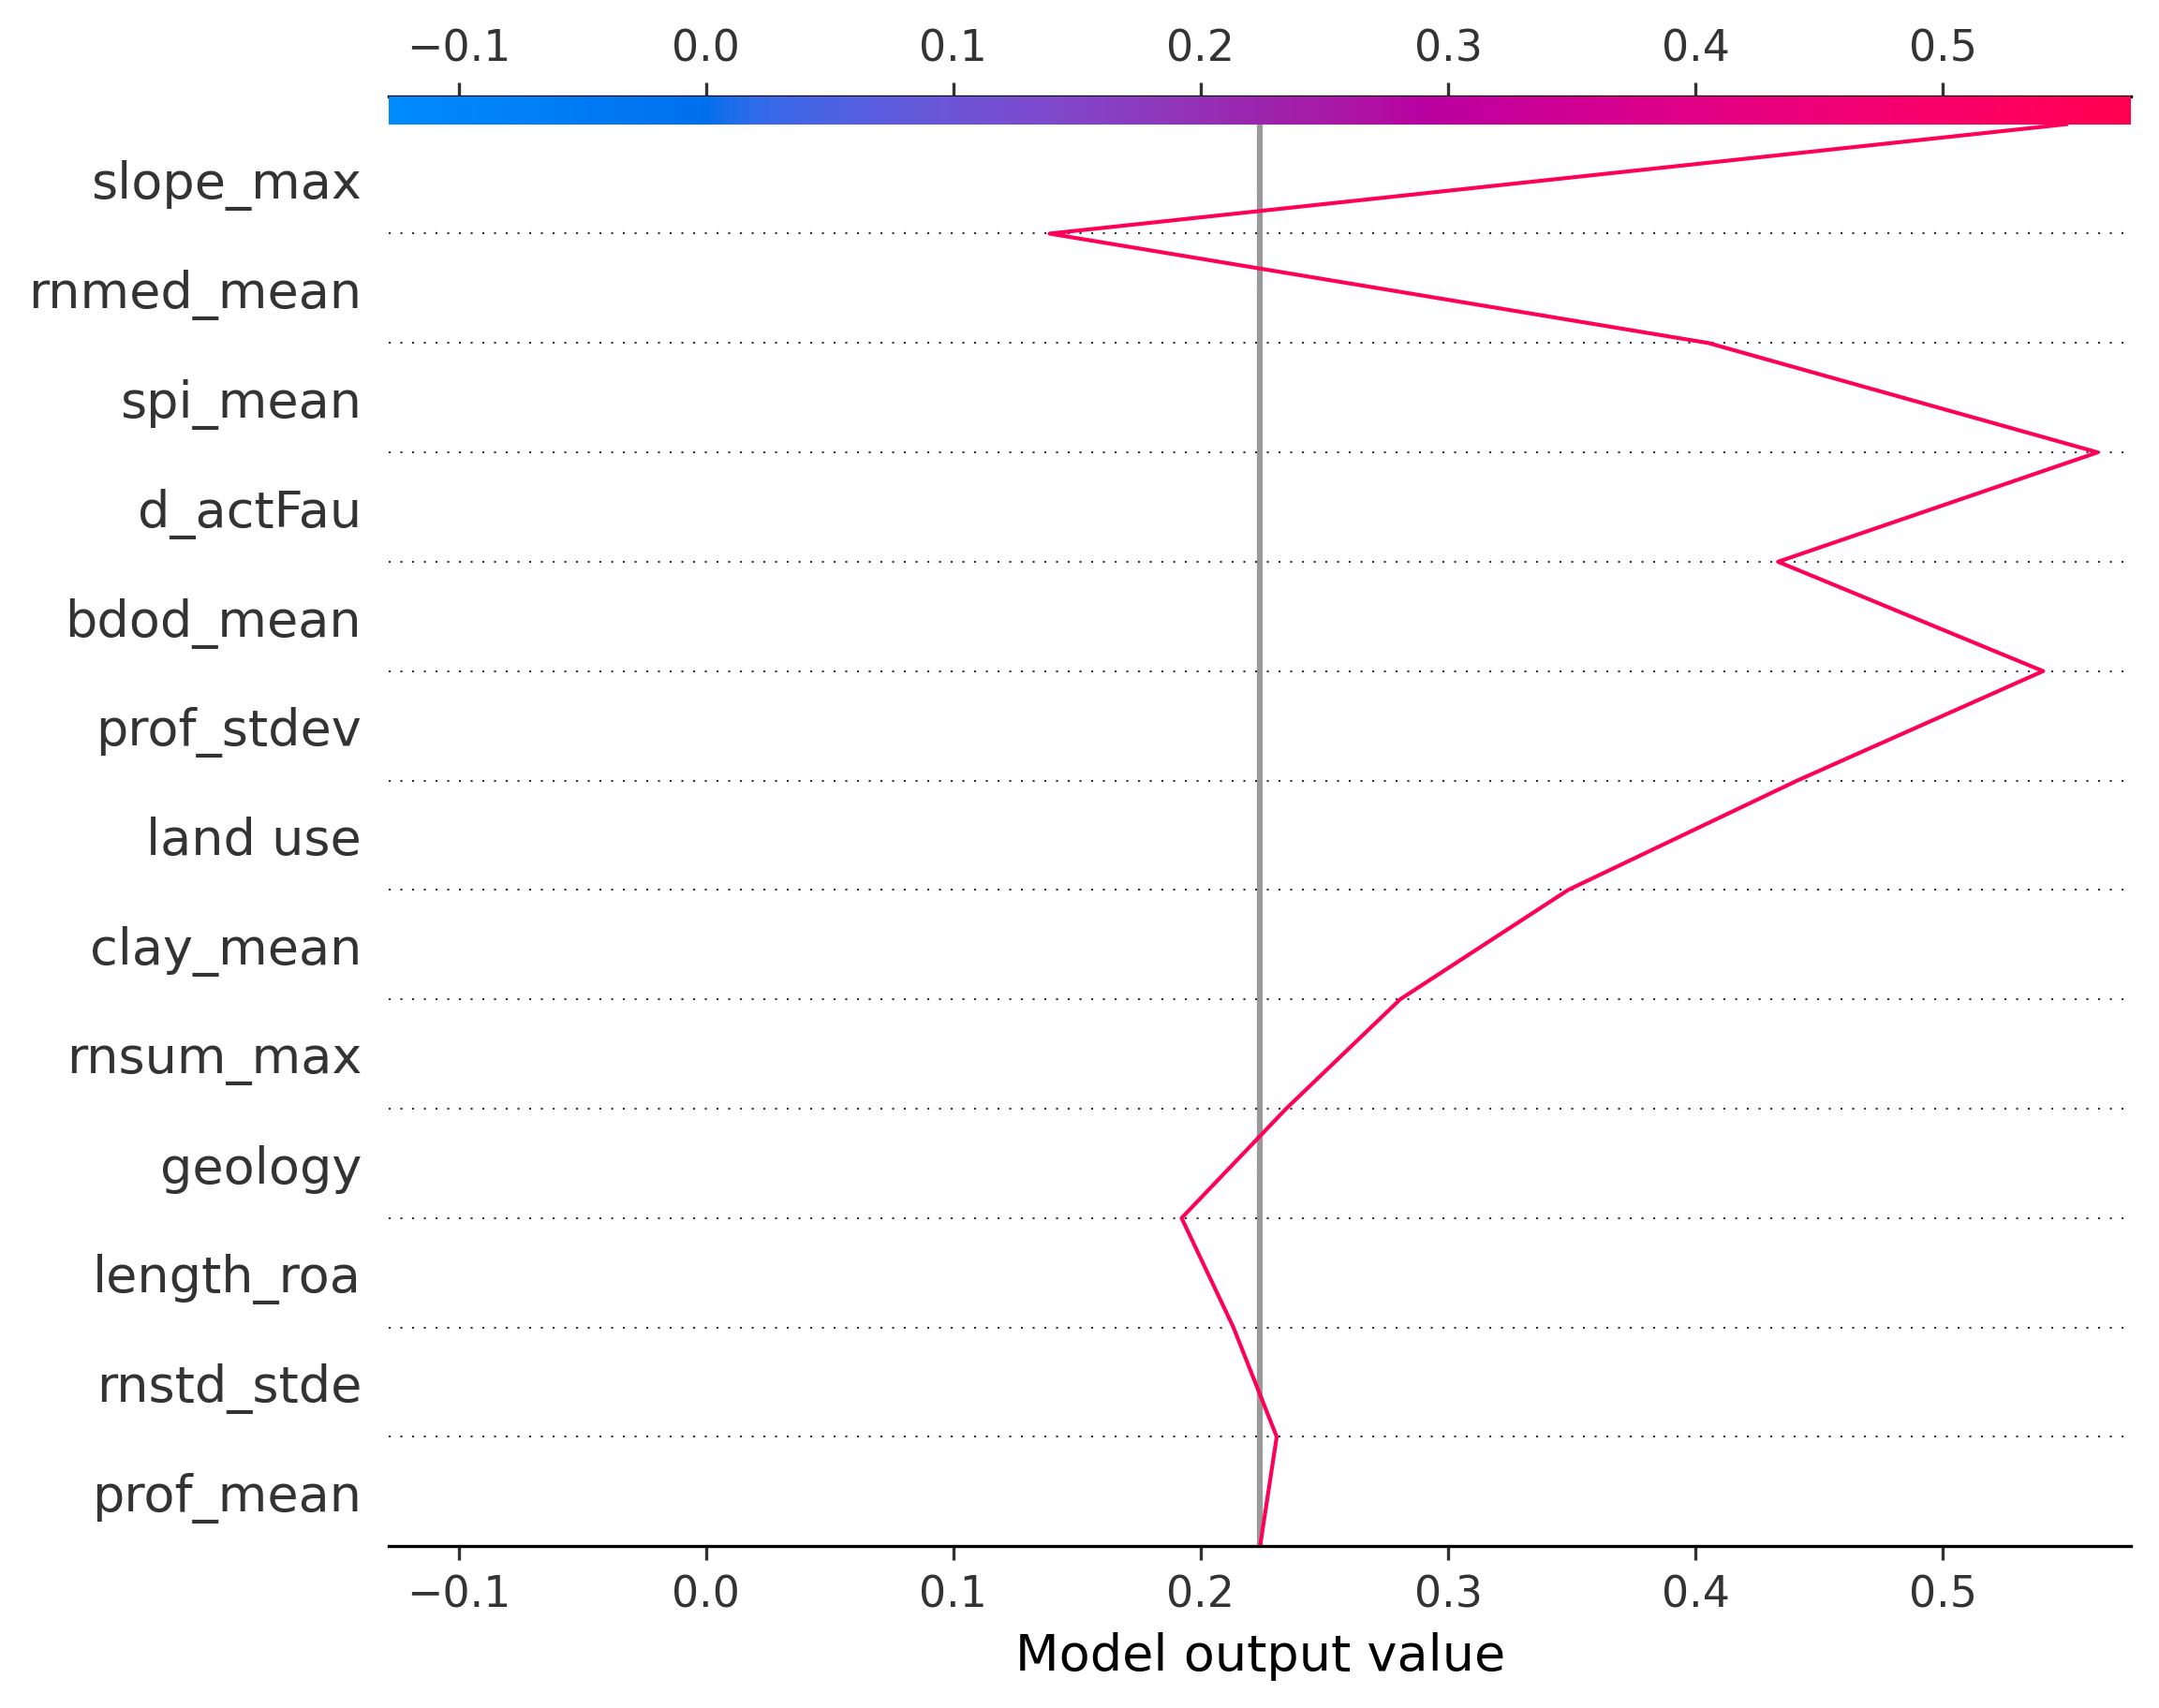 −0.1 0.0 0.1 0.2 0.3 0.4 0.5
slope_max
rnmed_mean
spi_mean
d_actFau
bdod_mean
prof_stdev
land use
clay_mean
rnsum_max
geology
length_roa
rnstd_stde
prof_mean
−0.1 0.0 0.1 0.2 0.3 0.4 0.5
Model output value